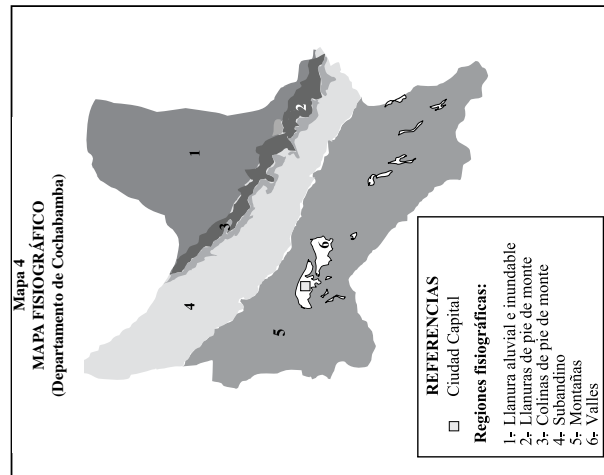 Mapa 4
MAPA FISIOGRÁFICO
(Departamento de Cochabamba)
1
2
3
4
5
6
REFERENCIAS
Ciudad Capital
Regiones fisiográficas:
1.- Llanura aluvial e inundable
2.- Llanuras de pie de monte
3.- Colinas de pie de monte
4.- Subandino
5.- Montañas
6.- Valles